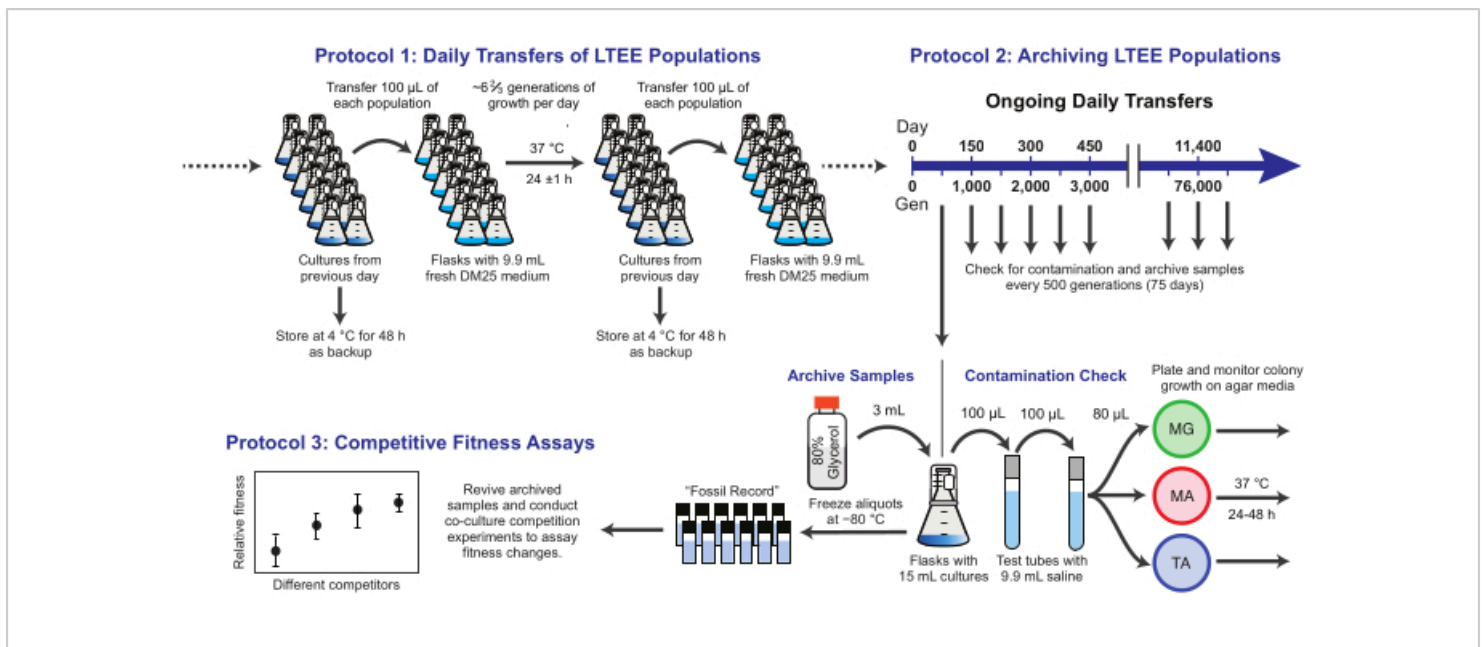 Protocol 1: Daily Transfers of LTEE Populations
Transfer 100 µL of
each population
~6⅔ generations of
growth per day
Transfer 100 µL of
each population
37 °C
24 ±1 h
Cultures from
previous day
Flasks with 9.9 mL
fresh DM25 medium
Cultures from
previous day
Flasks with 9.9 mL
fresh DM25 medium
Store at 4 °C for 48 h
as backup
Store at 4 °C for 48 h
as backup
Protocol 2: Archiving LTEE Populations
Ongoing Daily Transfers
Day
0 150 300 450 11,400
0 1,000 2,000 3,000 76,000
Gen
Check for contamination and archive samples
every 500 generations (75 days)
Archive Samples
Contamination Check
Plate and monitor colony
growth on agar media
3 mL
100 µL
100 µL
80 µL
80%
Glycerol
MG
MA
TA
37 °C
24-48 h
Freeze aliquots
at −80 °C
Flasks with
15 mL cultures
Test tubes with
9.9 mL saline
"Fossil Record"
Protocol 3: Competitive Fitness Assays
Relative fitness
Different competitors
Revive archived
samples and conduct
co-culture competition
experiments to assay
fitness changes.